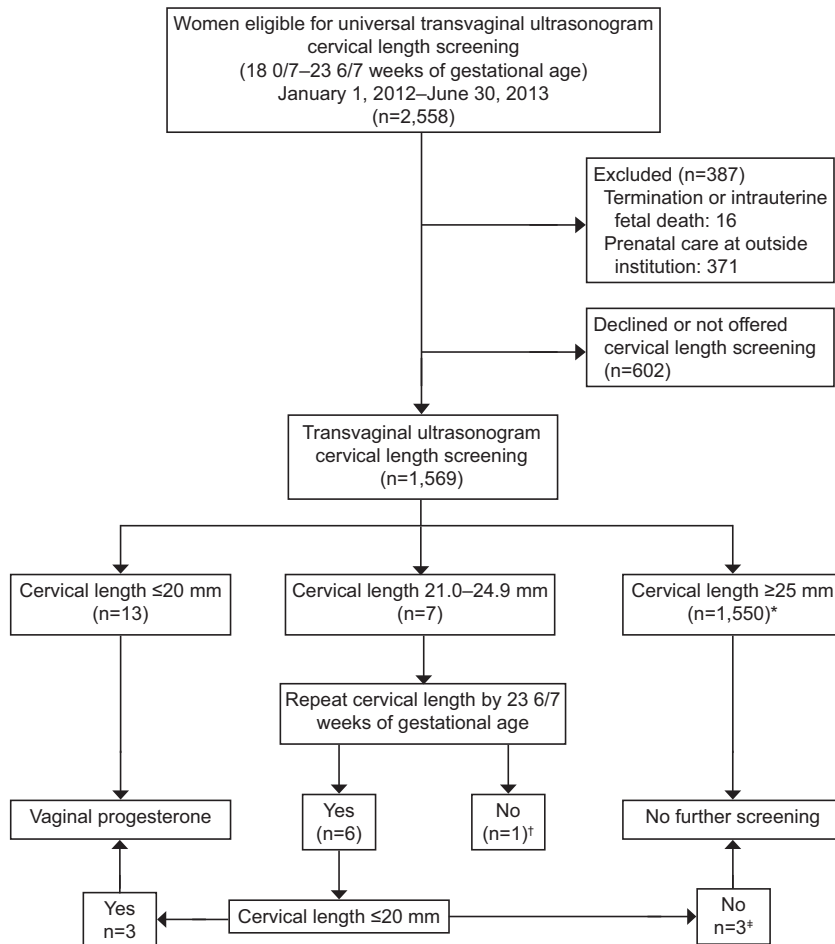 Women eligible for universal transvaginal ultrasonogram
cervical length screening
(18 0/7–23 6/7 weeks of gestational age)
January 1, 2012–June 30, 2013
(n=2,558)
Excluded (n=387)
Termination or intrauterine
fetal death: 16
Prenatal care at outside
institution: 371
Declined or not offered
cervical length screening
(n=602)
Transvaginal ultrasonogram
cervical length screening
(n=1,569)
Cervical length ≤20 mm
(n=13)
Cervical length 21.0–24.9 mm
(n=7)
Cervical length ≥25 mm
(n=1,550)*
Repeat cervical length by 23 6/7
weeks of gestational age
Vaginal progesterone
Yes
(n=6)
No
(n=1)†
No further screening
Yes
n=3
Cervical length ≤20 mm
No
n=3‡